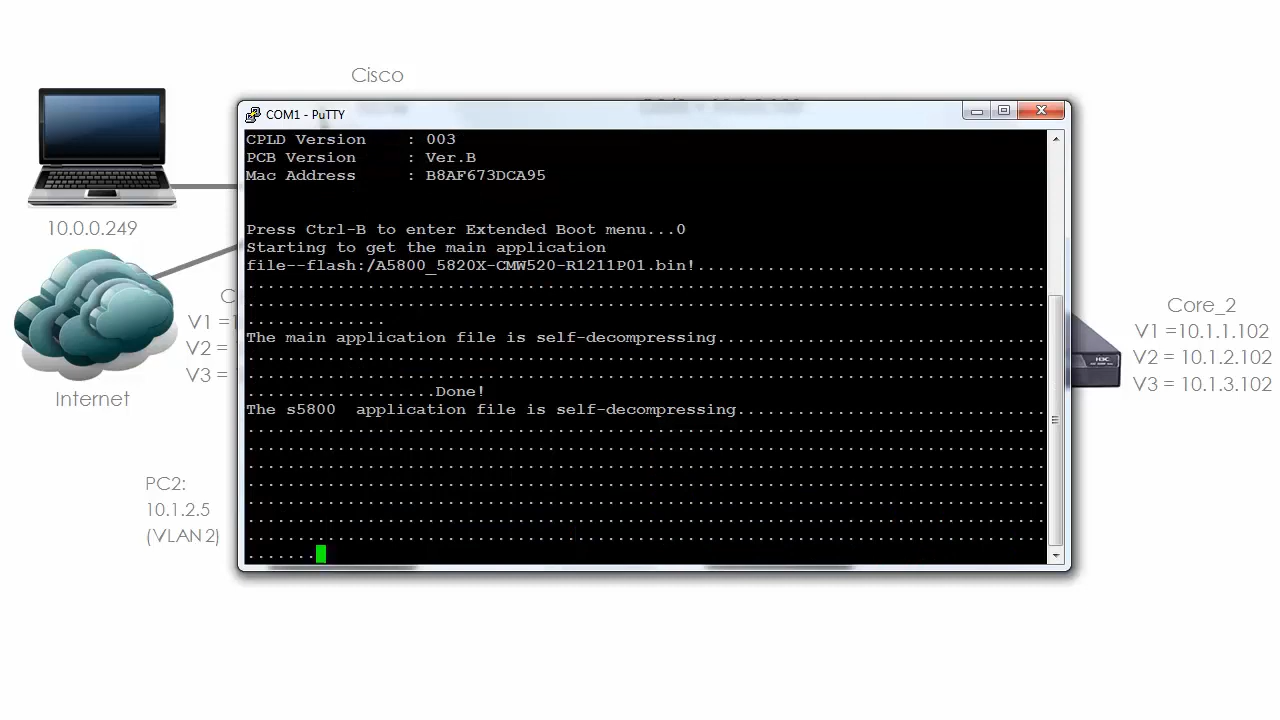 Cisco
COM1 - PuTTY
CPLD Version    : 003
PCB Version     : Ver.B
Mac Address     : B8AF673DCA95
Press Ctrl-B to enter Extended Boot menu...0
Starting to get the main application
file--flash:/A5800_5820X-CMW520-R1211P01.bin!...................................
................................................................................
................................................................................
..............
The main application file is self-decompressing.................................
................................................................................
................................................................................
...................Done!
The s5800  application file is self-decompressing...............................
................................................................................
................................................................................
................................................................................
................................................................................
................................................................................
................................................................................
................................................................................
.......
10.0.0.249
Internet
C
V1 =1
V2 =
V3 =
PC2:
10.1.2.5
(VLAN 2)
Core_2
V1 =10.1.1.102
V2 = 10.1.2.102
V3 = 10.1.3.102
H3C